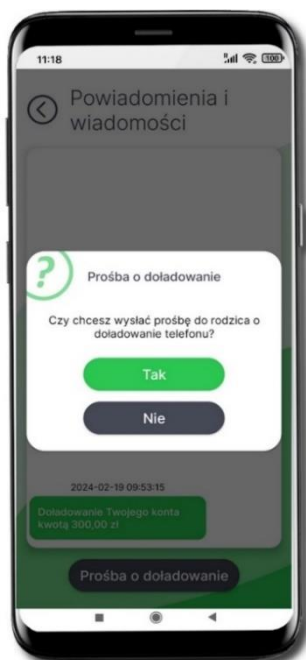 11:18
100
Powiadomienia i
wiadomości
?
Prośba o doładowanie
Czy chcesz wysłać prośbę do rodzica o
doładowanie telefonu?
Tak
Nie
2024-02-19 09:53:15
Doładowanie Twojego konta
kwotą 300,00 zł
Prośba o doładowanie